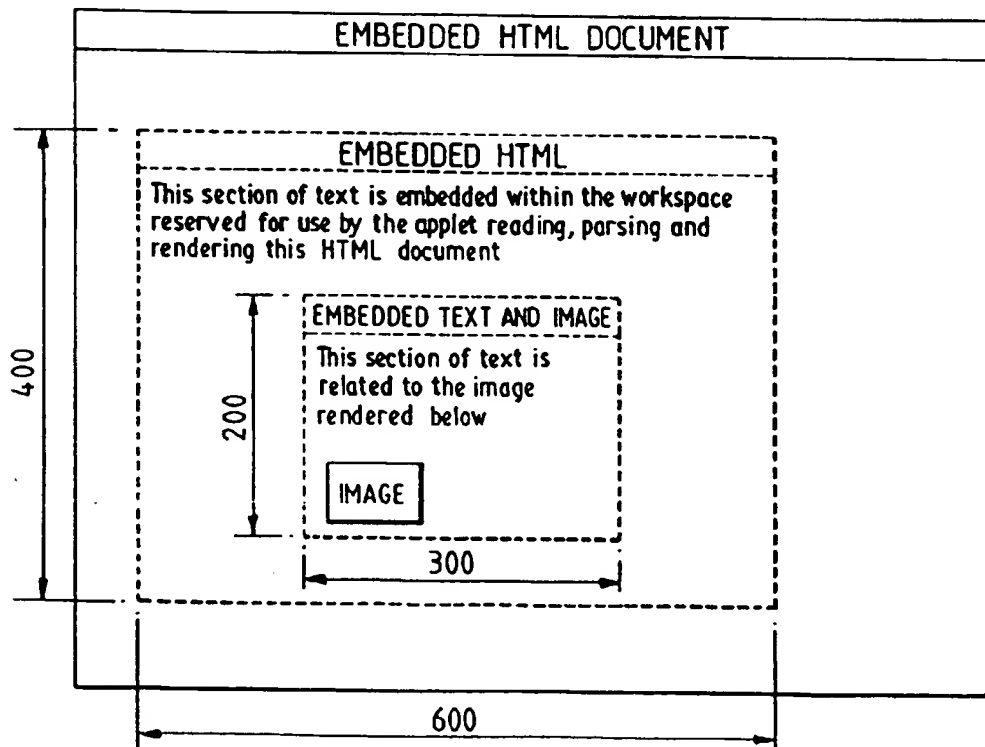 EMBEDDED HTML DOCUMENT
EMBEDDED HTML
This section of text is embedded within the workspace
reserved for use by the applet reading, parsing and
rendering this HTML document
EMBEDDED TEXT AND IMAGE
This section of text is
related to the image
rendered below
IMAGE
400
200
300
600